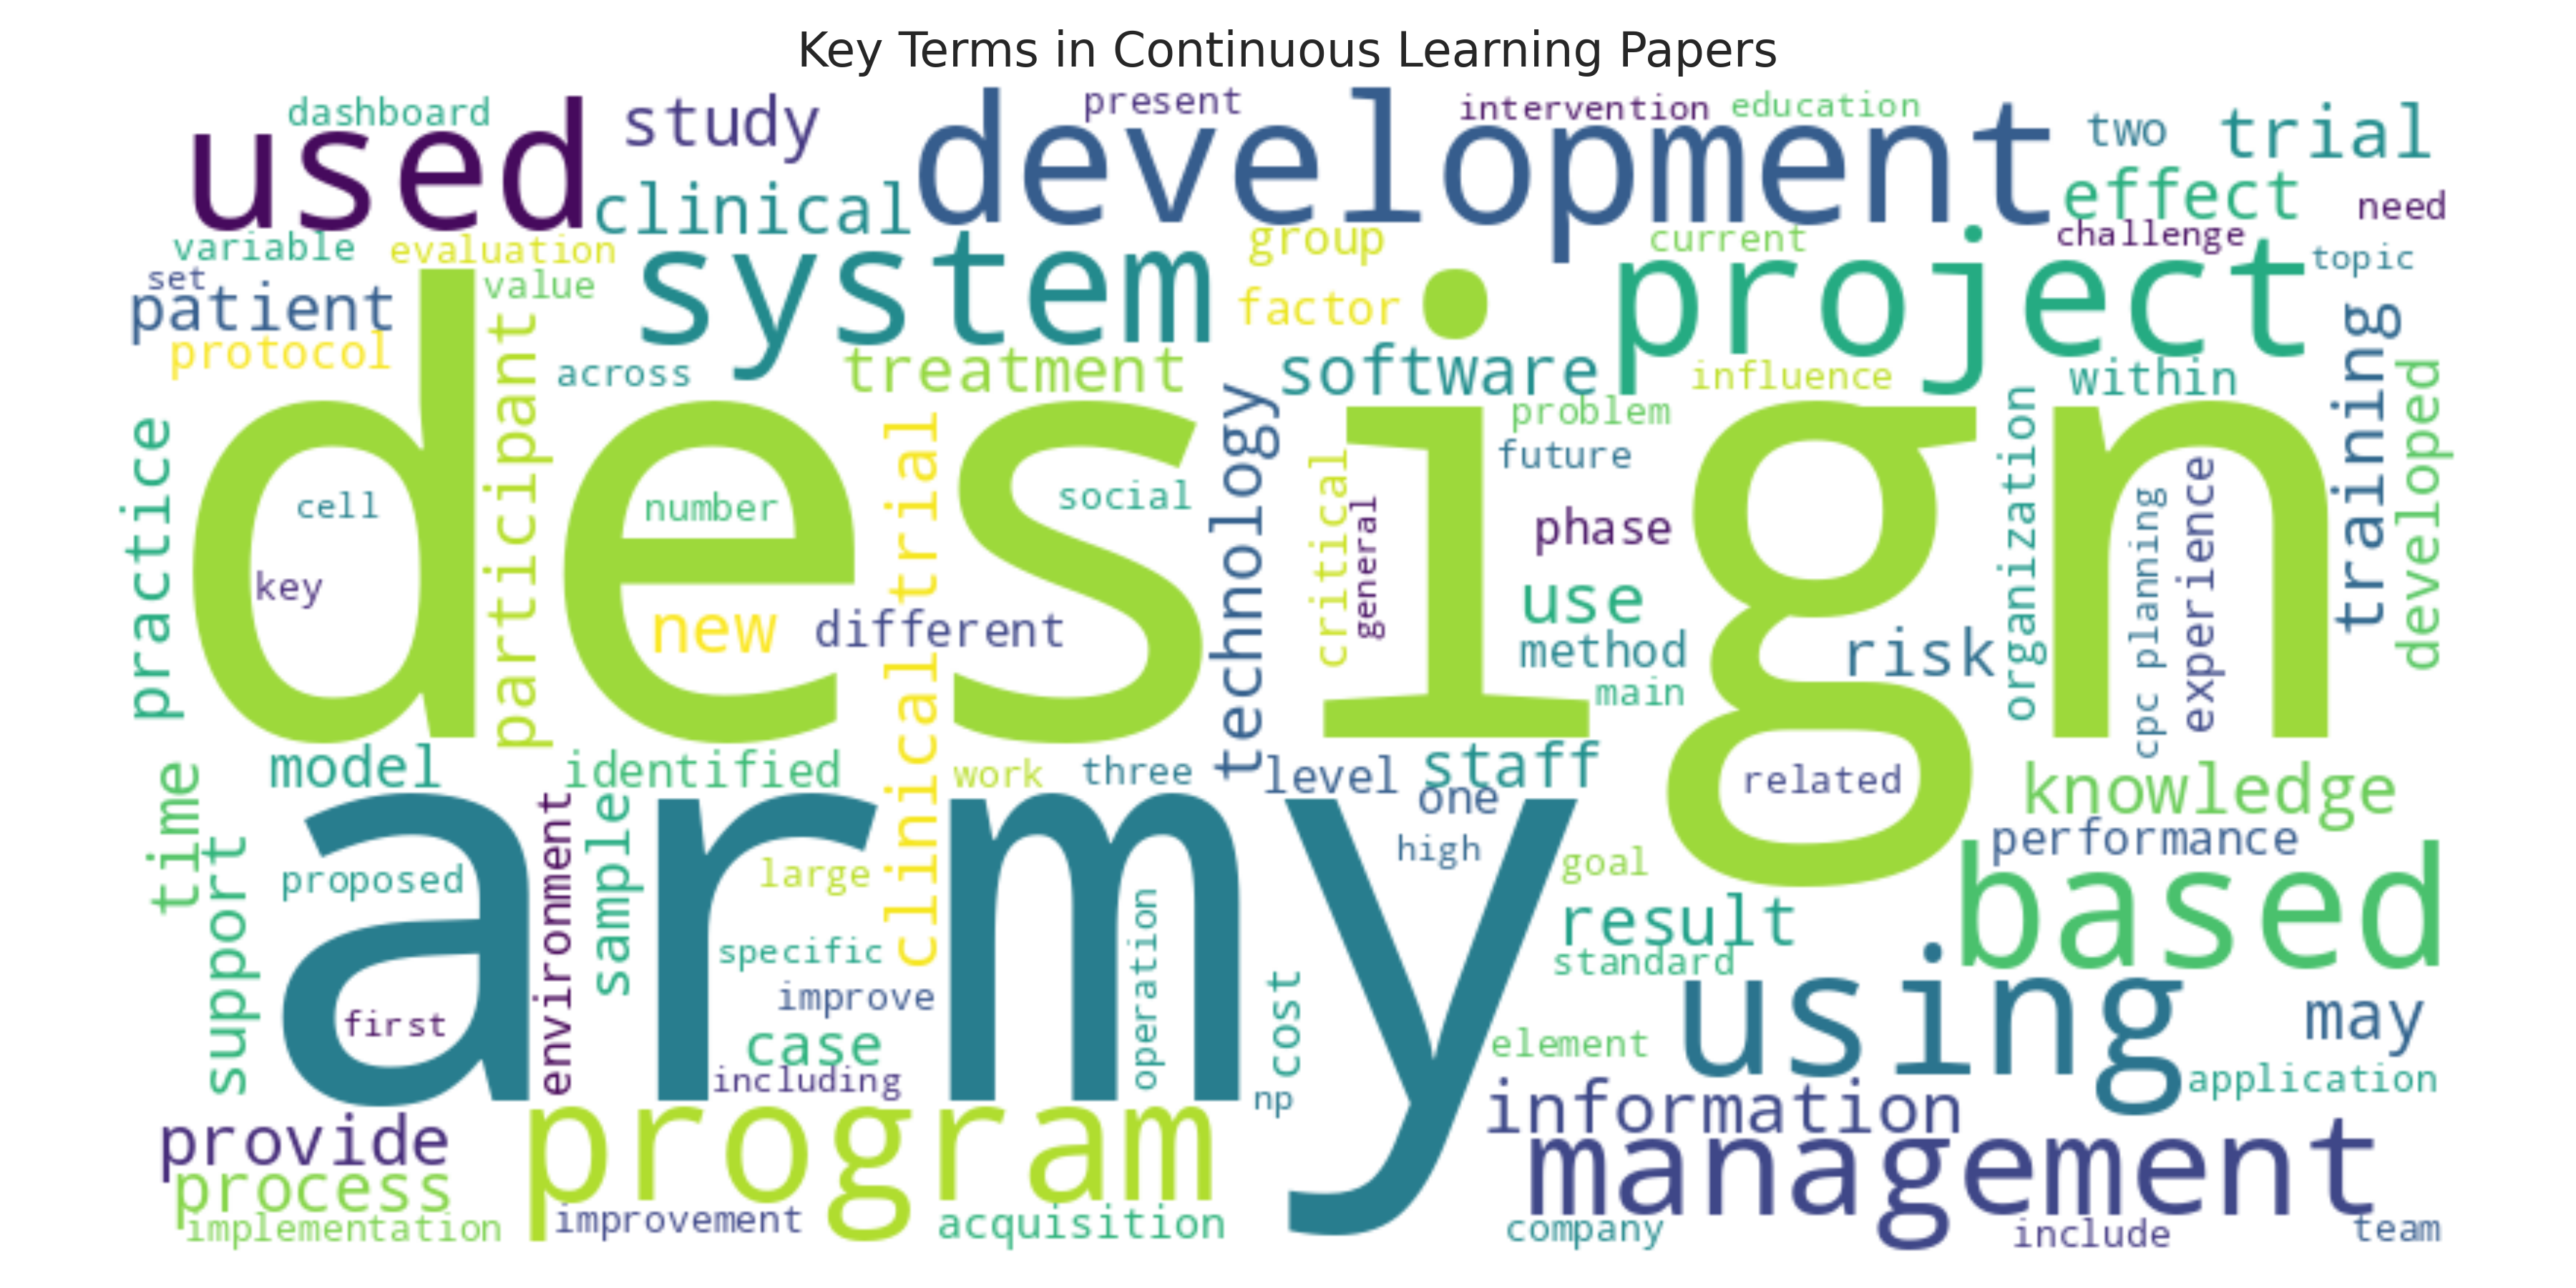 Key Terms in Continuous Learning Papers
dashboard
used
study
present
development
intervention
education
two
trial
clinical
effect
need
variable
evaluation
group
current
challenge
topic
set
patient
value
system
factor
project
protocol
across
treatment
software
influence
within
training
developed
practice
participant
design
cell
number
social
clinical trial
technology
critical
general
problem
future
phase
organization
cpc planning
experience
key
new
different
use
method
risk
main
model
identified
work
three
level
staff
one
related
knowledge
time
support
army
environment
sample
proposed
large
high
goal
performance
based
specific
operation
result
standard
first
improve
case
including
cost
np
element
using
may
application
provide
program
information
management
process
implementation
improvement
acquisition
company
include
team